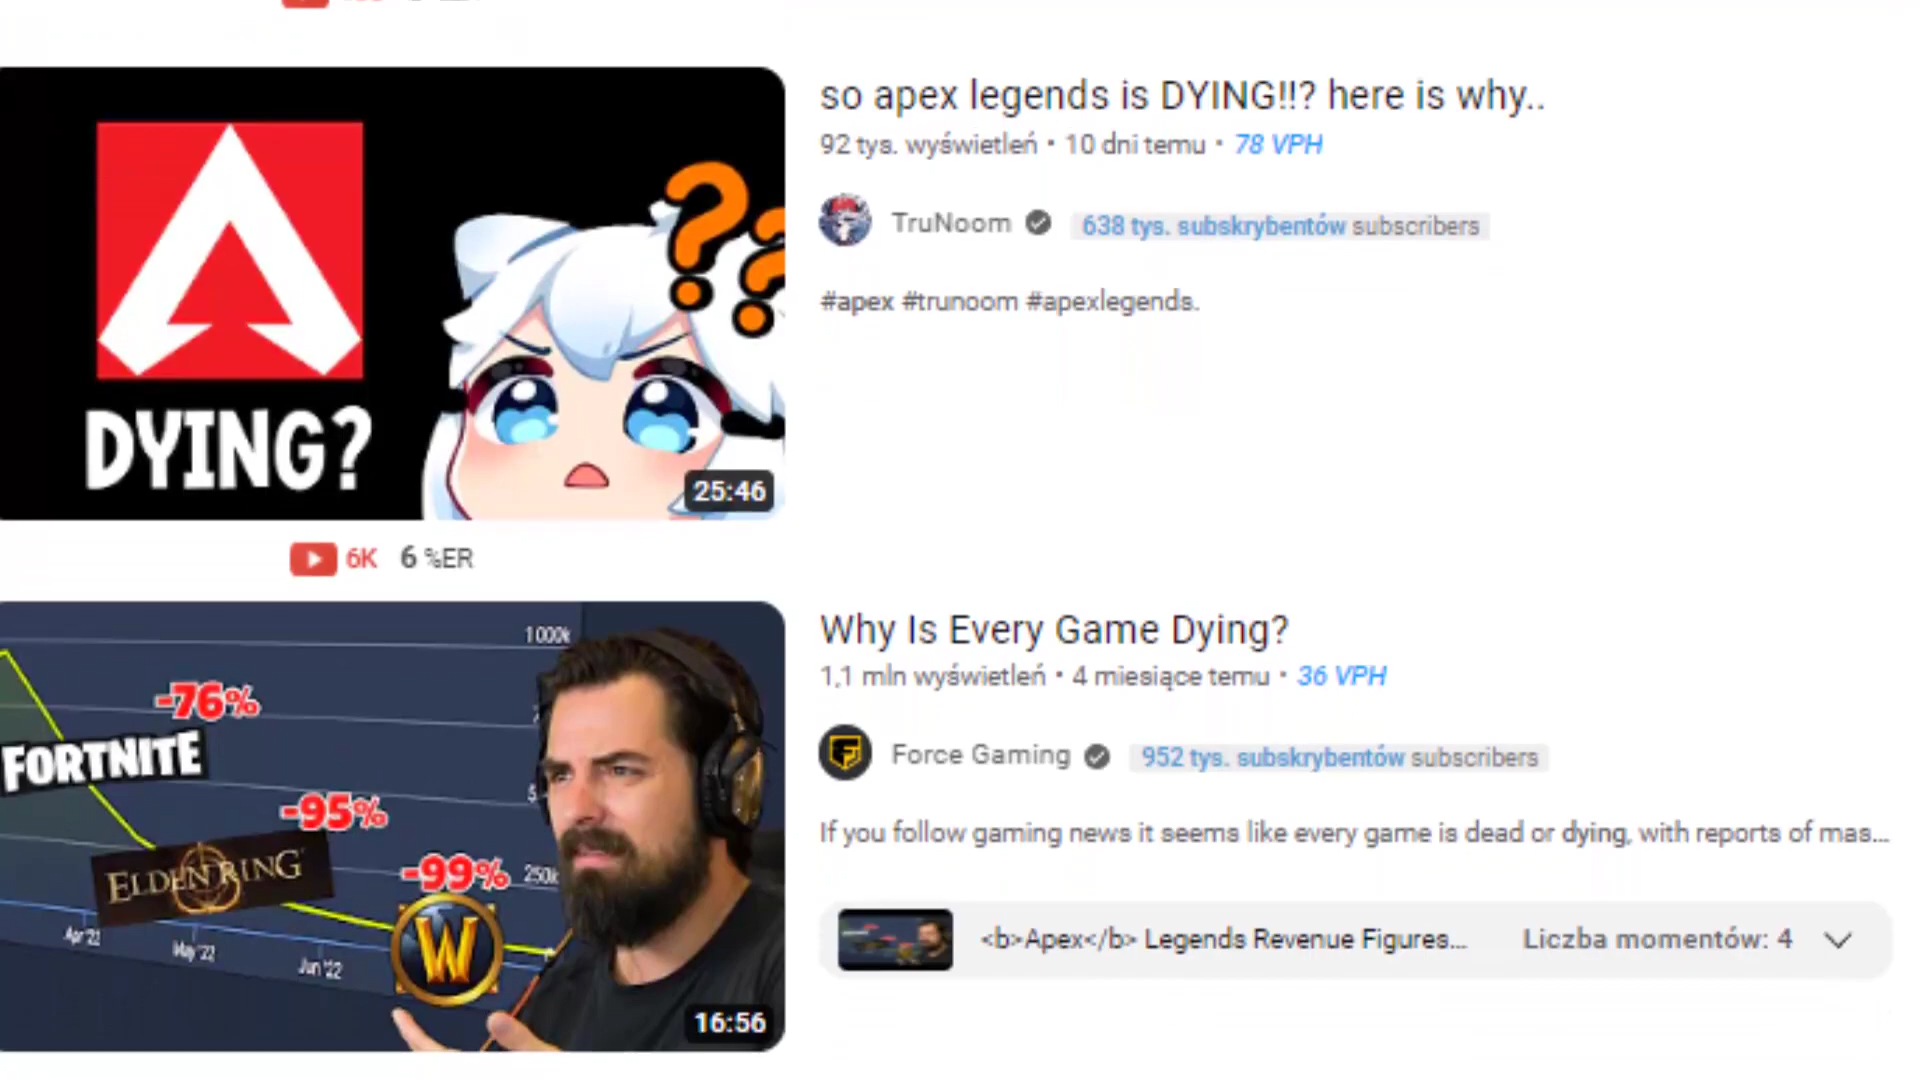 so apex legends is DYING!!? here is why..
92 tys. wyświetleń • 10 dni temu • 78 VPH
TruNoom
638 tys. subskrybentów subscribers
#apex #trunoom #apexlegends.
DYING?
25:46
6K 6 %ER
Why Is Every Game Dying?
1,1 mln wyświetleń • 4 miesiące temu • 36 VPH
Force Gaming
952 tys. subskrybentów subscribers
If you follow gaming news it seems like every game is dead or dying, with reports of mas...
<b>Apex</b> Legends Revenue Figures...
Liczba momentów: 4
1000k
-76%
FORTNITE
-95%
ELDEN RING
-99%
250k
W
Apr '22
May '22
Jun '22
16:56